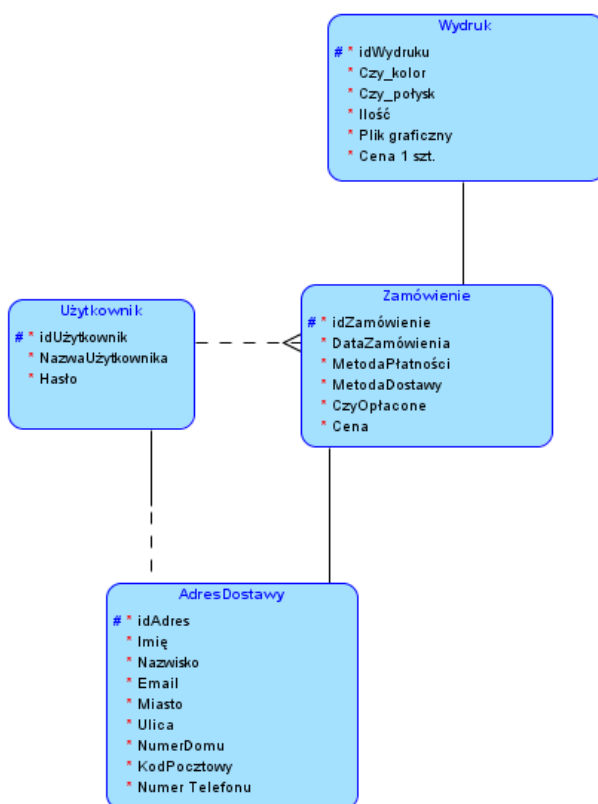 Wydruk
# * idWydruku
* Czy_kolor
* Czy_połysk
* Ilość
* Plik graficzny
* Cena 1 szt.
Użytkownik
# * idUżytkownik
* NazwaUżytkownika
* Hasło
Zamówienie
# * idZamówienie
* DataZamówienia
* MetodaPłatności
* MetodaDostawy
* CzyOpłacone
* Cena
AdresDostawy
# * idAdres
* Imię
* Nazwisko
* Email
* Miasto
* Ulica
* NumerDomu
* KodPocztowy
* Numer Telefonu